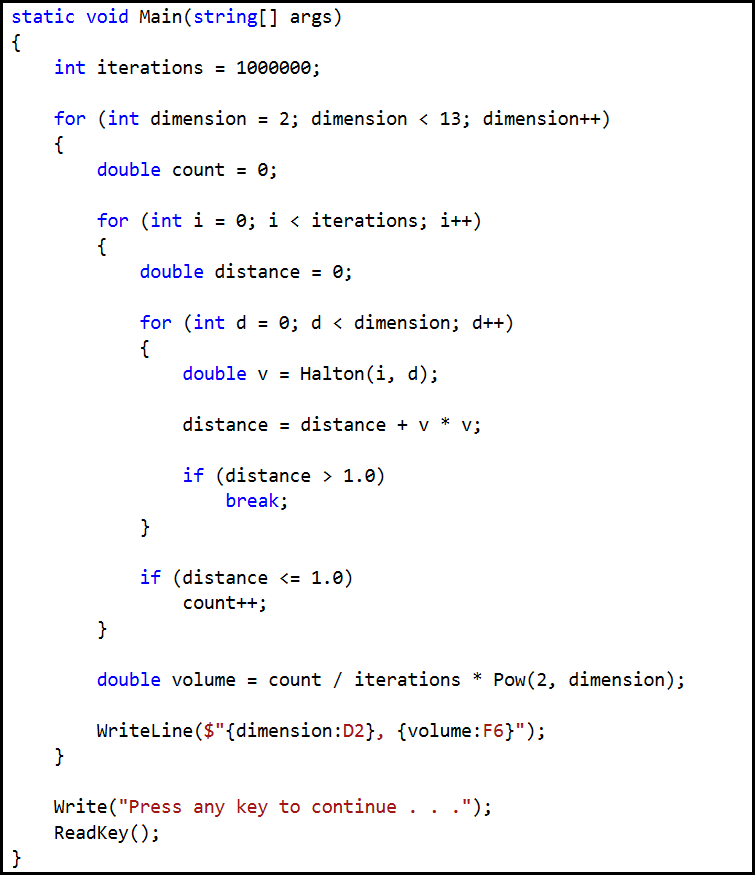 static void Main(string[] args)
{
    int iterations = 1000000;

    for (int dimension = 2; dimension < 13; dimension++)
    {
        double count = 0;

        for (int i = 0; i < iterations; i++)
        {
            double distance = 0;

            for (int d = 0; d < dimension; d++)
            {
                double v = Halton(i, d);

                distance = distance + v * v;

                if (distance > 1.0)
                    break;
            }

            if (distance <= 1.0)
                count++;
        }

        double volume = count / iterations * Pow(2, dimension);

        WriteLine($"{dimension:D2}, {volume:F6}");
    }

    Write("Press any key to continue . . .");
    ReadKey();
}